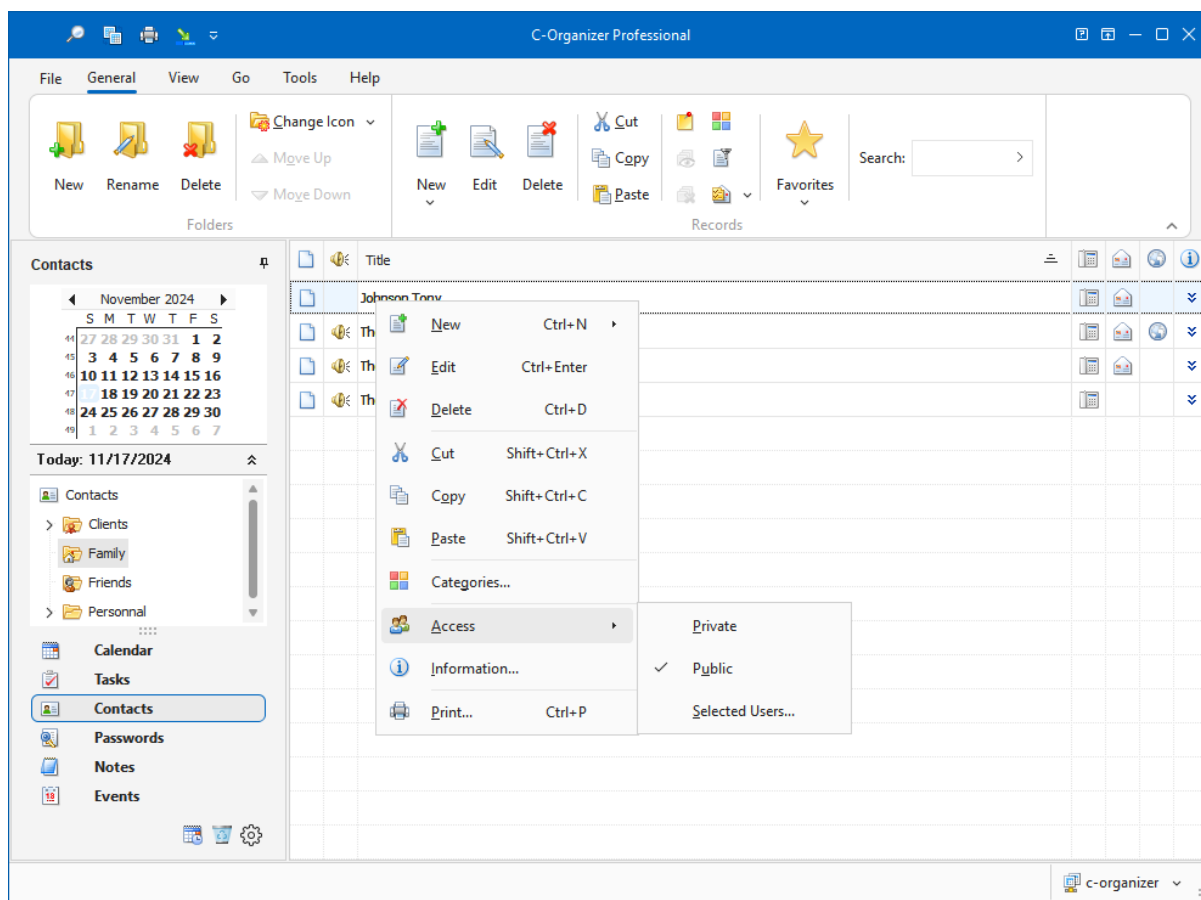 C-Organizer Professional
File General View Go Tools Help
New Rename Delete
Change Icon
Move Up
Move Down
Folders
New Edit Delete
Cut
Copy
Paste
Favorites
Records
Search:
Contacts
November 2024
S M T W T F S
44 27 28 29 30 31 1 2
45 3 4 5 6 7 8 9
46 10 11 12 13 14 15 16
47 17 18 19 20 21 22 23
48 24 25 26 27 28 29 30
49 1 2 3 4 5 6 7
Today: 11/17/2024
Contacts
Clients
Family
Friends
Personnal
Calendar
Tasks
Contacts
Passwords
Notes
Events
Title
Johnson Tony
Th
Th
Th
New Ctrl+N
Edit Ctrl+Enter
Delete Ctrl+D
Cut Shift+Ctrl+X
Copy Shift+Ctrl+C
Paste Shift+Ctrl+V
Categories...
Access
Information...
Print... Ctrl+P
Private
Public
Selected Users...
c-organizer